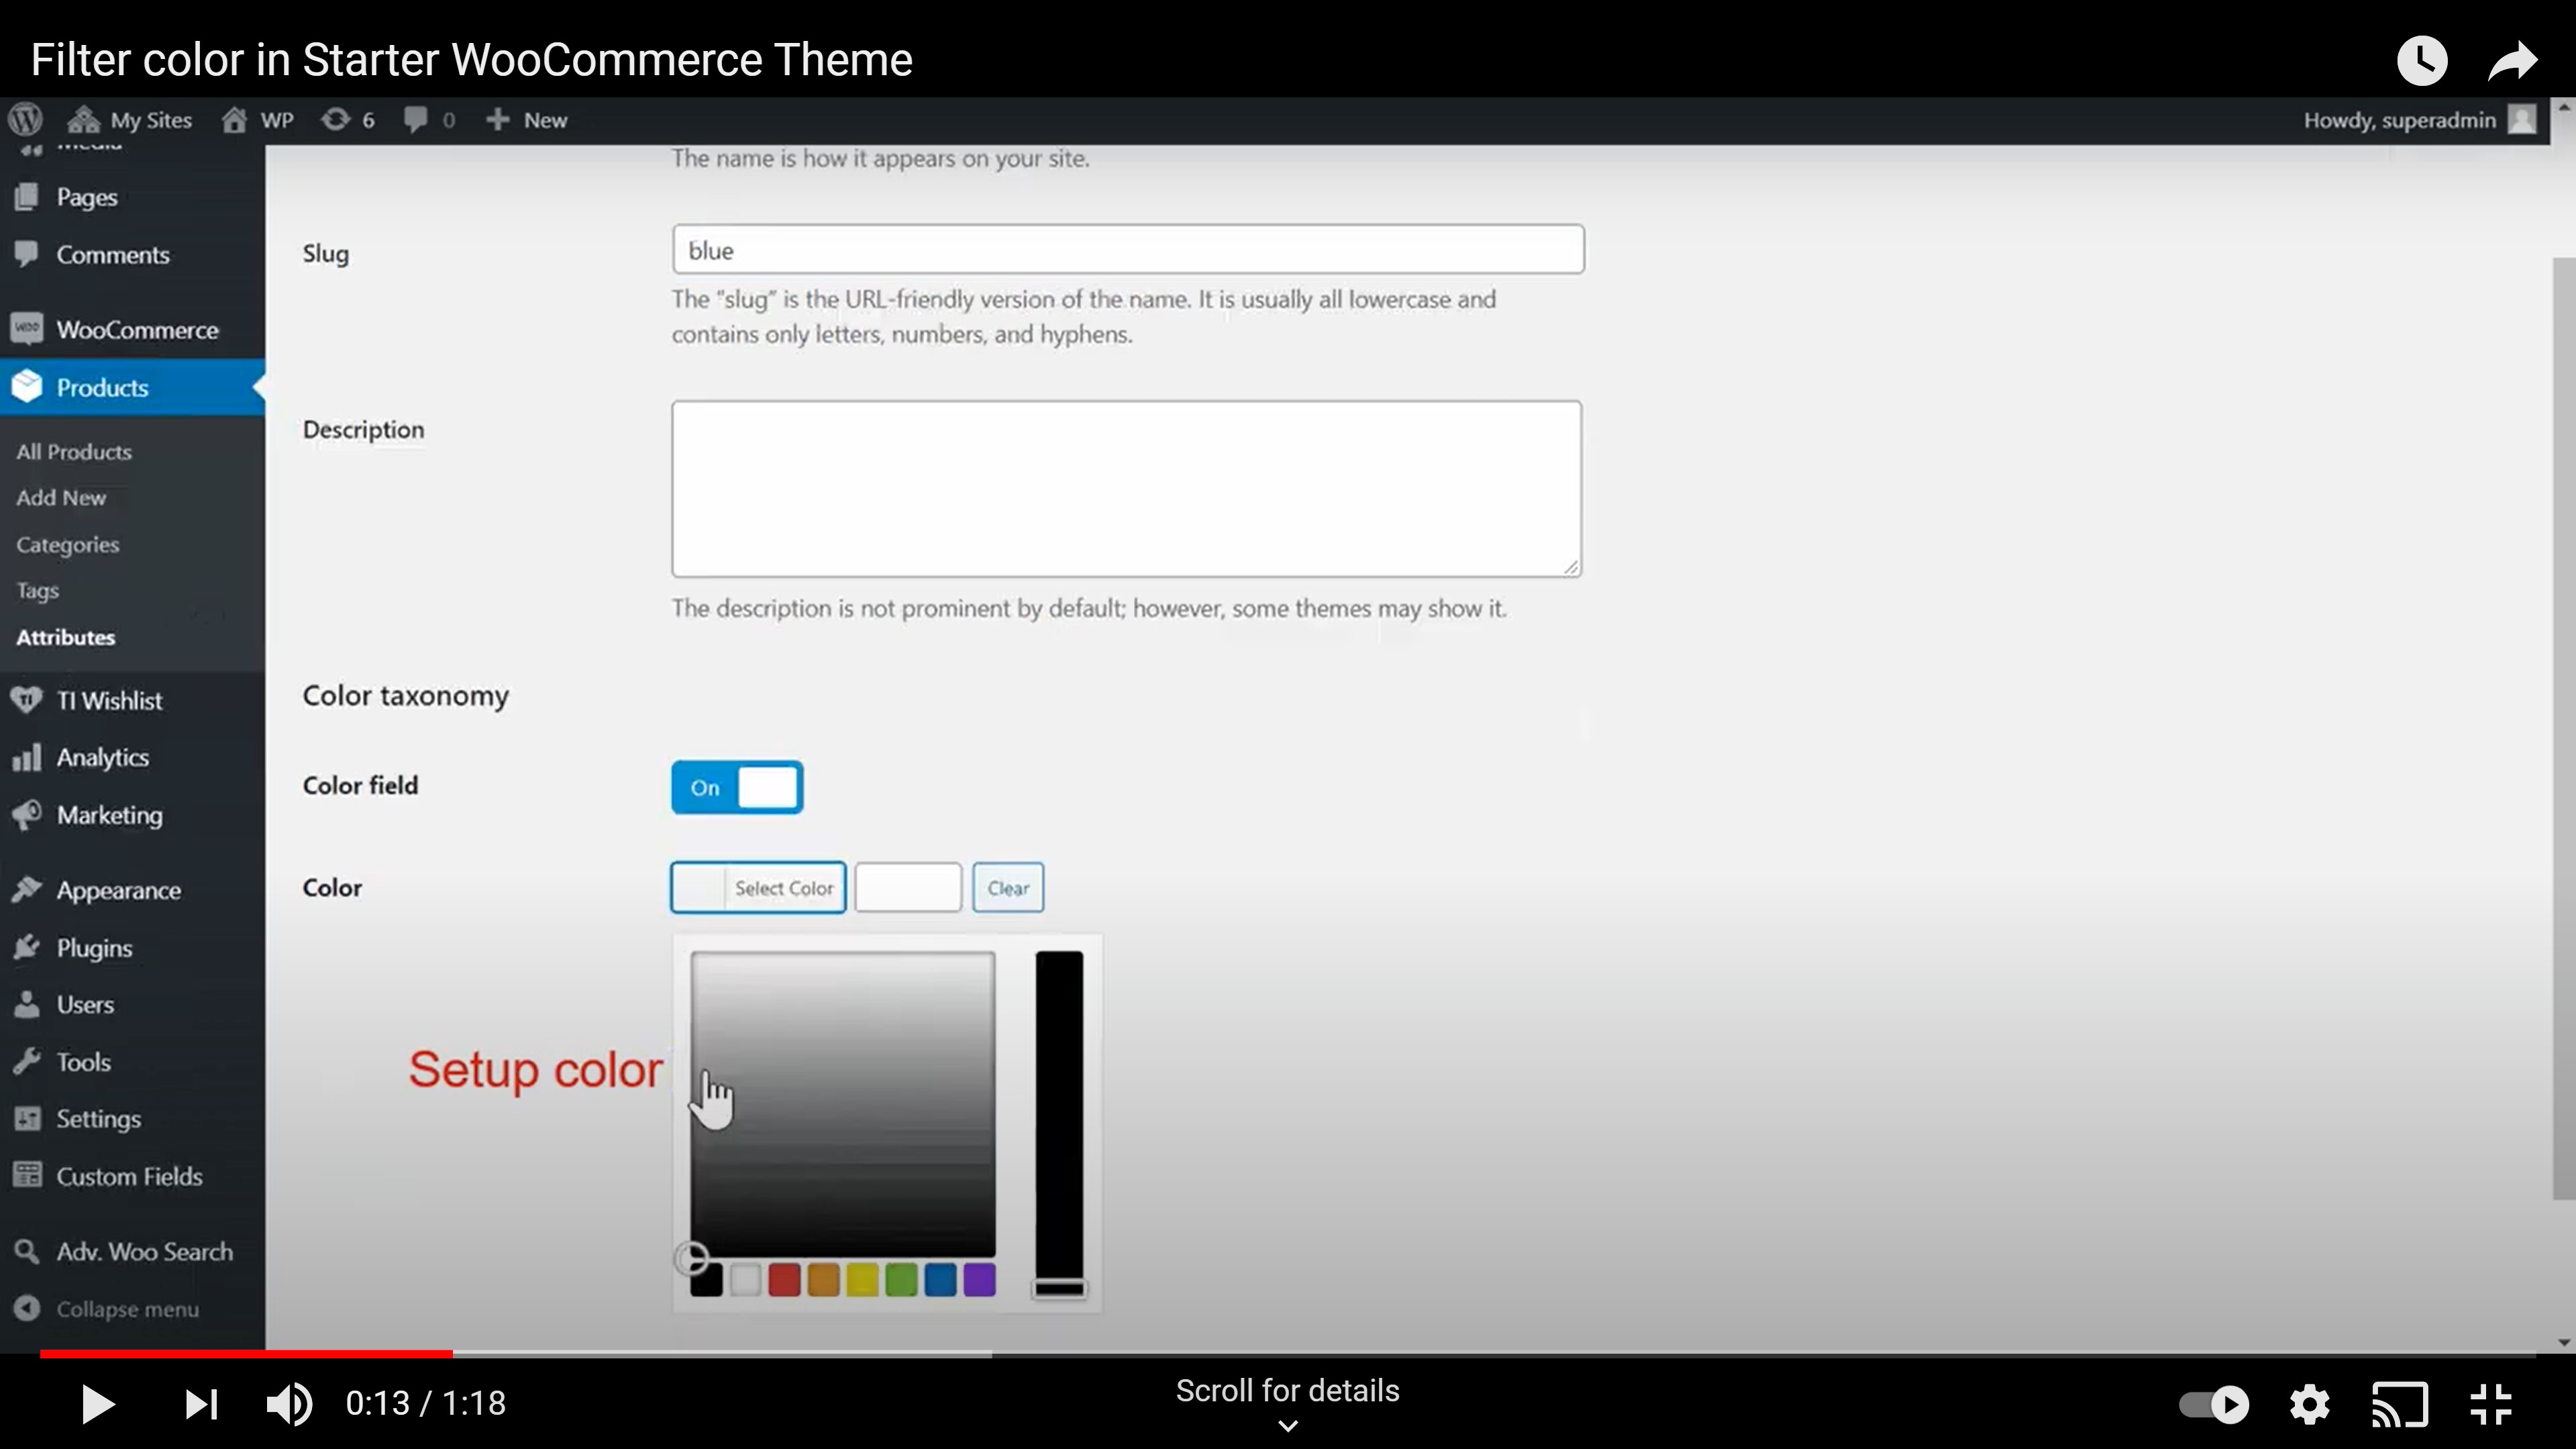 Filter color in Starter WooCommerce Theme
My Sites
WP
6
0
New
Howdy, superadmin
Media
Pages
Comments
WooCommerce
Products
All Products
Add New
Categories
Tags
Attributes
TI Wishlist
Analytics
Marketing
Appearance
Plugins
Users
Tools
Settings
Custom Fields
Adv. Woo Search
Collapse menu
The name is how it appears on your site.
Slug
blue
The “slug” is the URL-friendly version of the name. It is usually all lowercase and
contains only letters, numbers, and hyphens.
Description
The description is not prominent by default; however, some themes may show it.
Color taxonomy
Color field
On
Color
Select Color
Clear
Setup color
0:13 / 1:18
Scroll for details